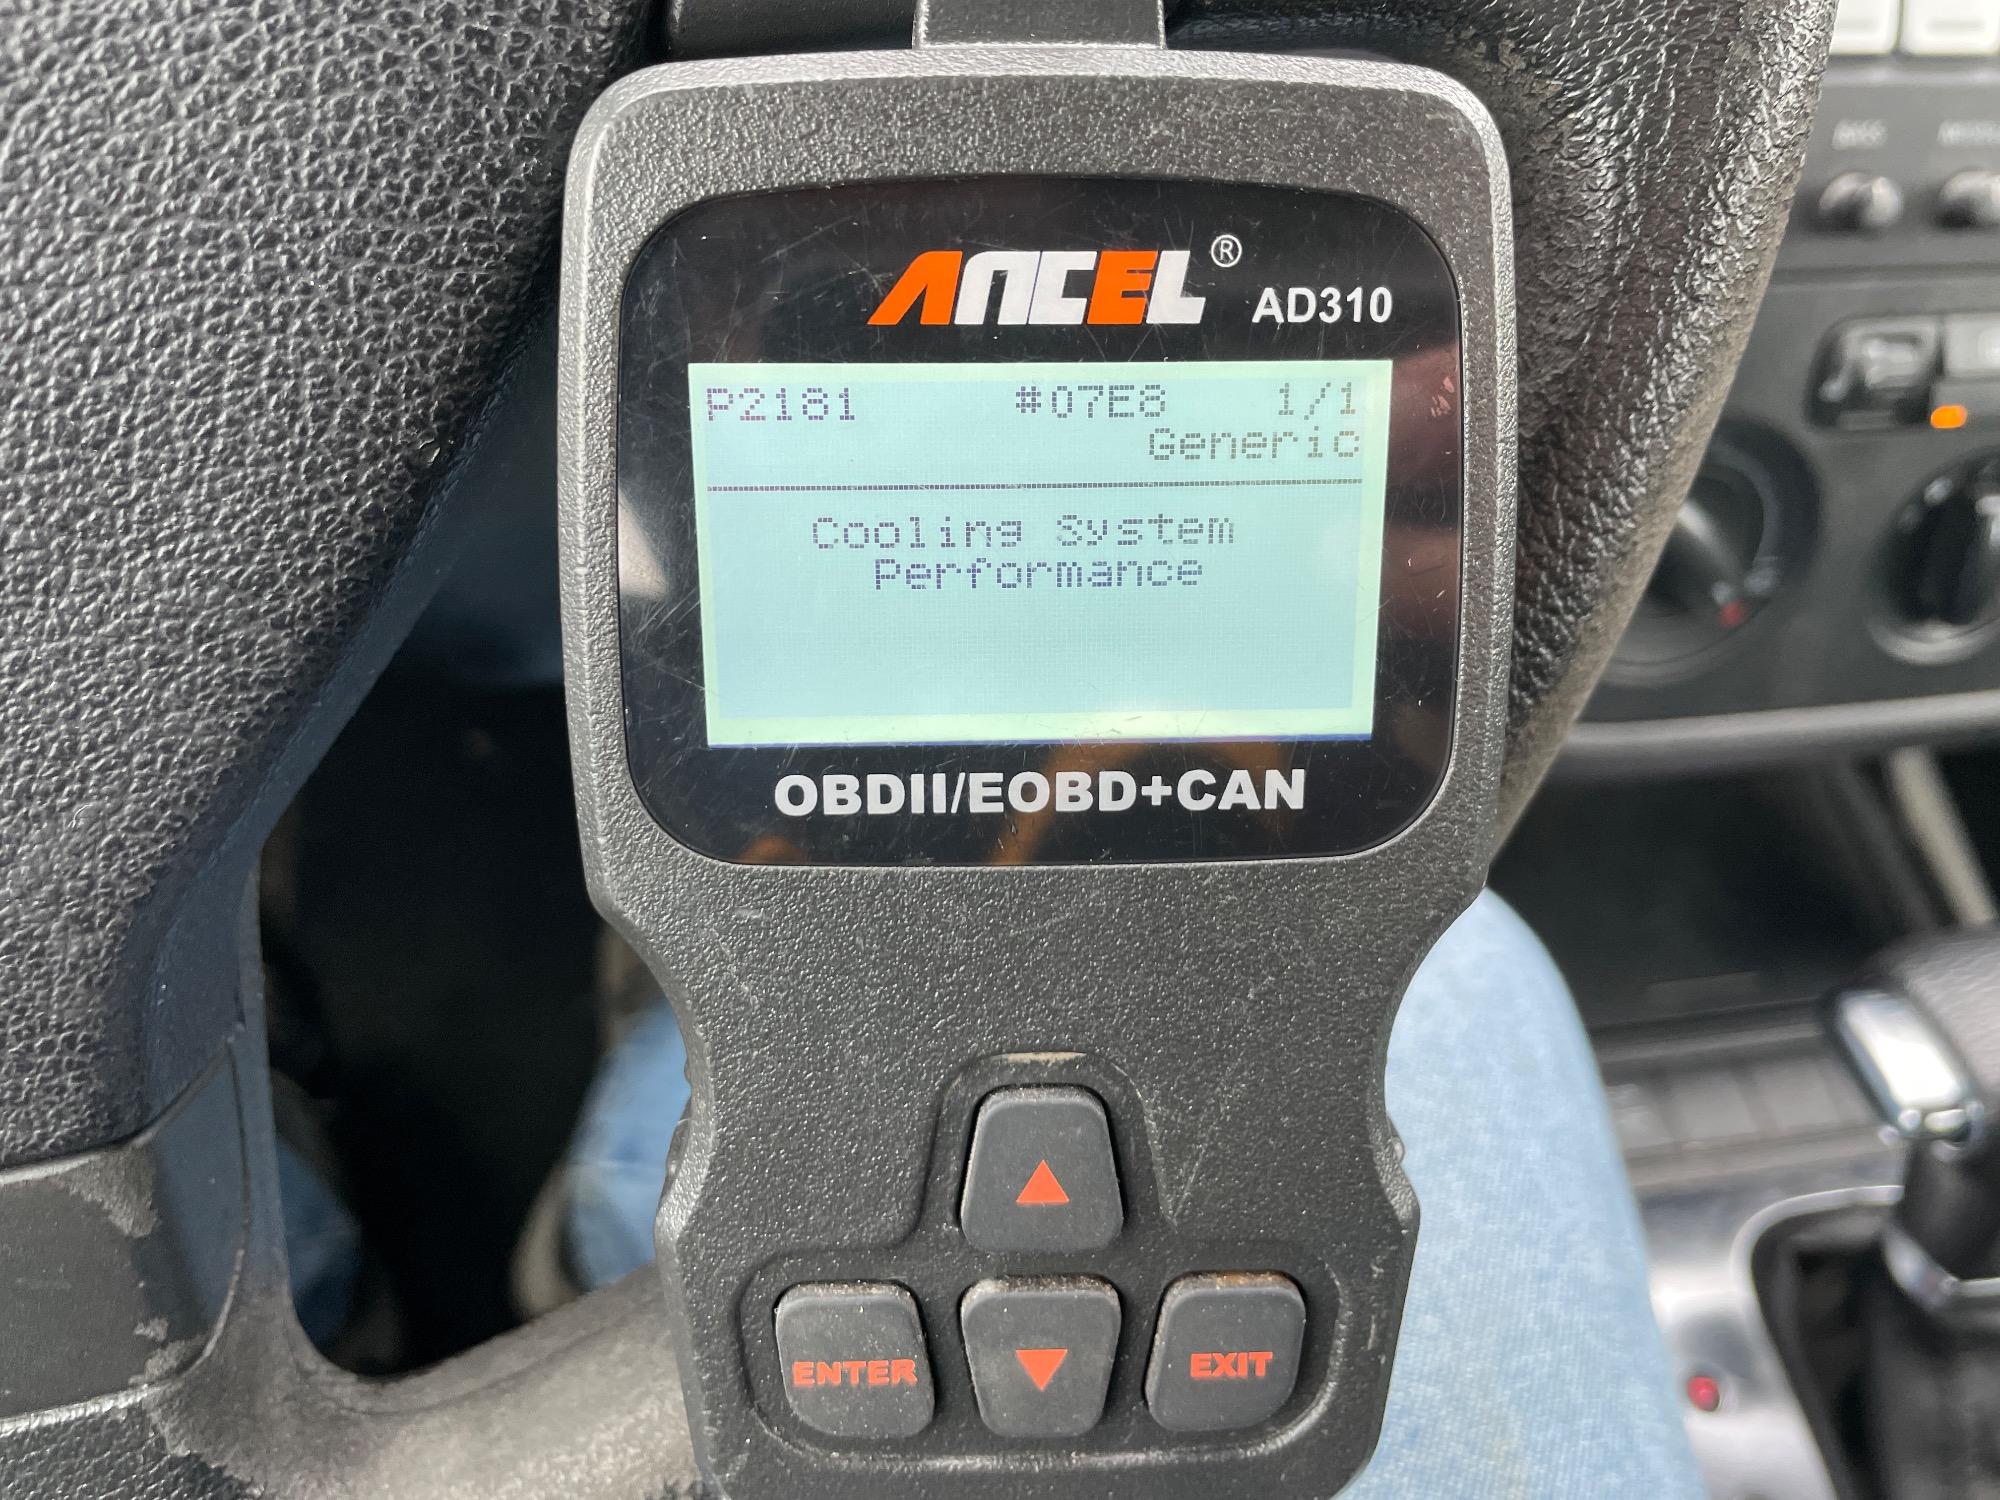 ANCEL® AD310
P2181 #07E8 1/1
Generic
Cooling System
Performance
OBDII/EOBD+CAN
ENTER
EXIT